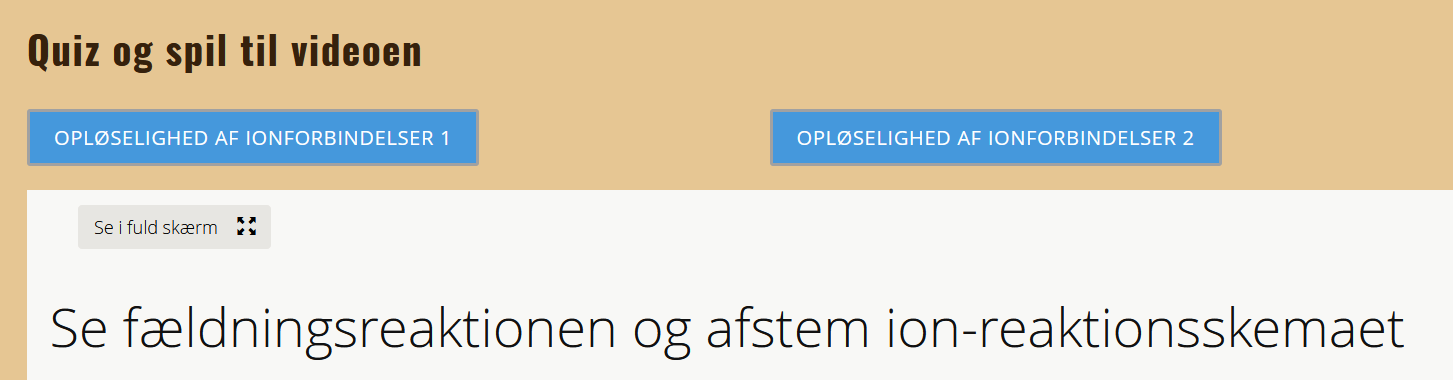 Quiz og spil til videoen
OPLØSELIGHED AF IONFORBINDELSER 1
OPLØSELIGHED AF IONFORBINDELSER 2
Se i fuld skærm
Se fældningsreaktionen og afstem ion-reaktionsskemaet